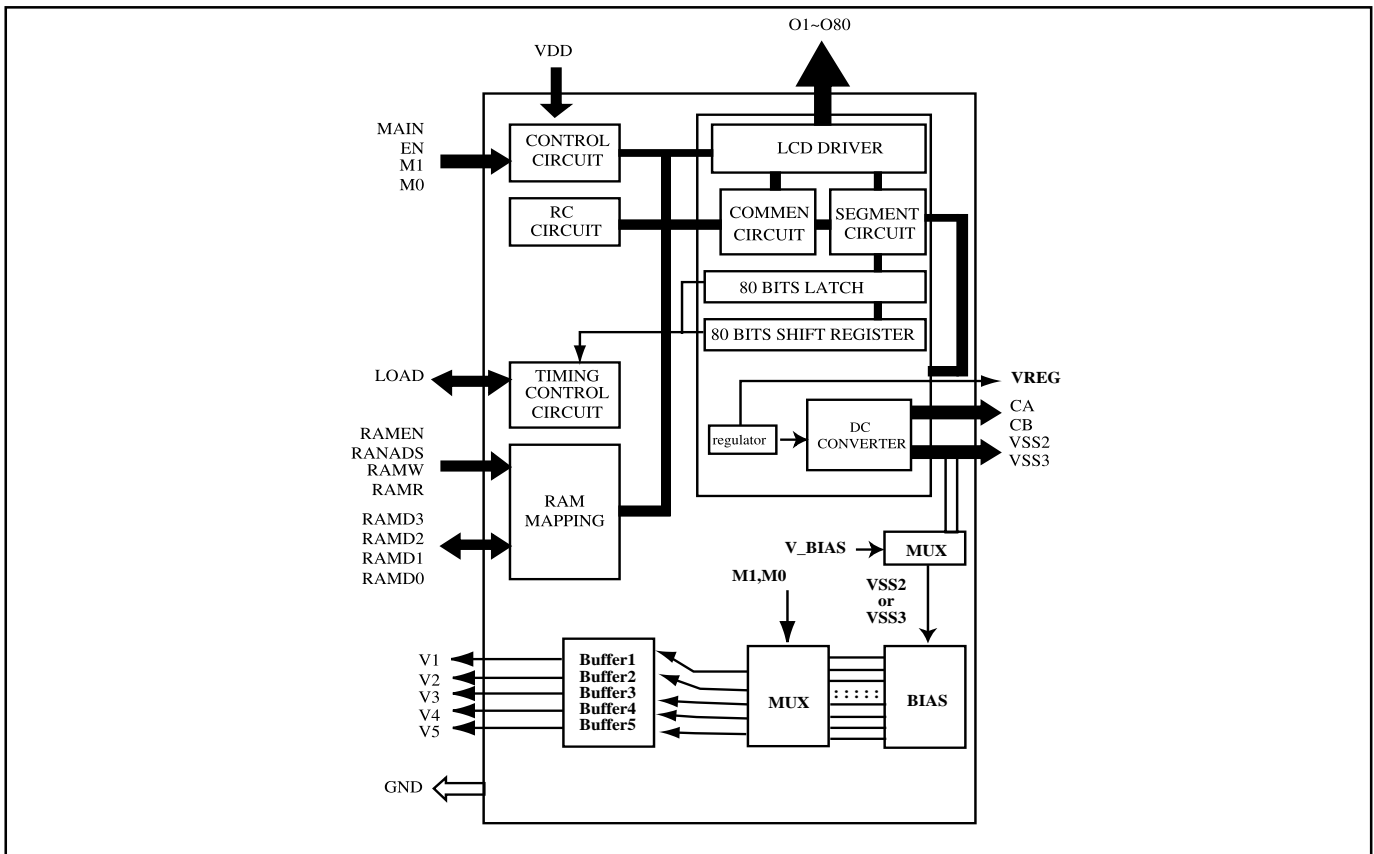 O1~O80
VDD
MAIN
EN
M1
M0
CONTROL
CIRCUIT
LCD DRIVER
RC
CIRCUIT
COMMEN
CIRCUIT
SEGMENT
CIRCUIT
80 BITS LATCH
80 BITS SHIFT REGISTER
LOAD
TIMING
CONTROL
CIRCUIT
VREG
regulator
DC
CONVERTER
CA
CB
VSS2
VSS3
RAMEN
RANADS
RAMW
RAMR
RAMD3
RAMD2
RAMD1
RAMD0
RAM
MAPPING
V_BIAS
MUX
M1,M0
VSS2
or
VSS3
V1
V2
V3
V4
V5
Buffer1
Buffer2
Buffer3
Buffer4
Buffer5
MUX
: : : : :
BIAS
GND